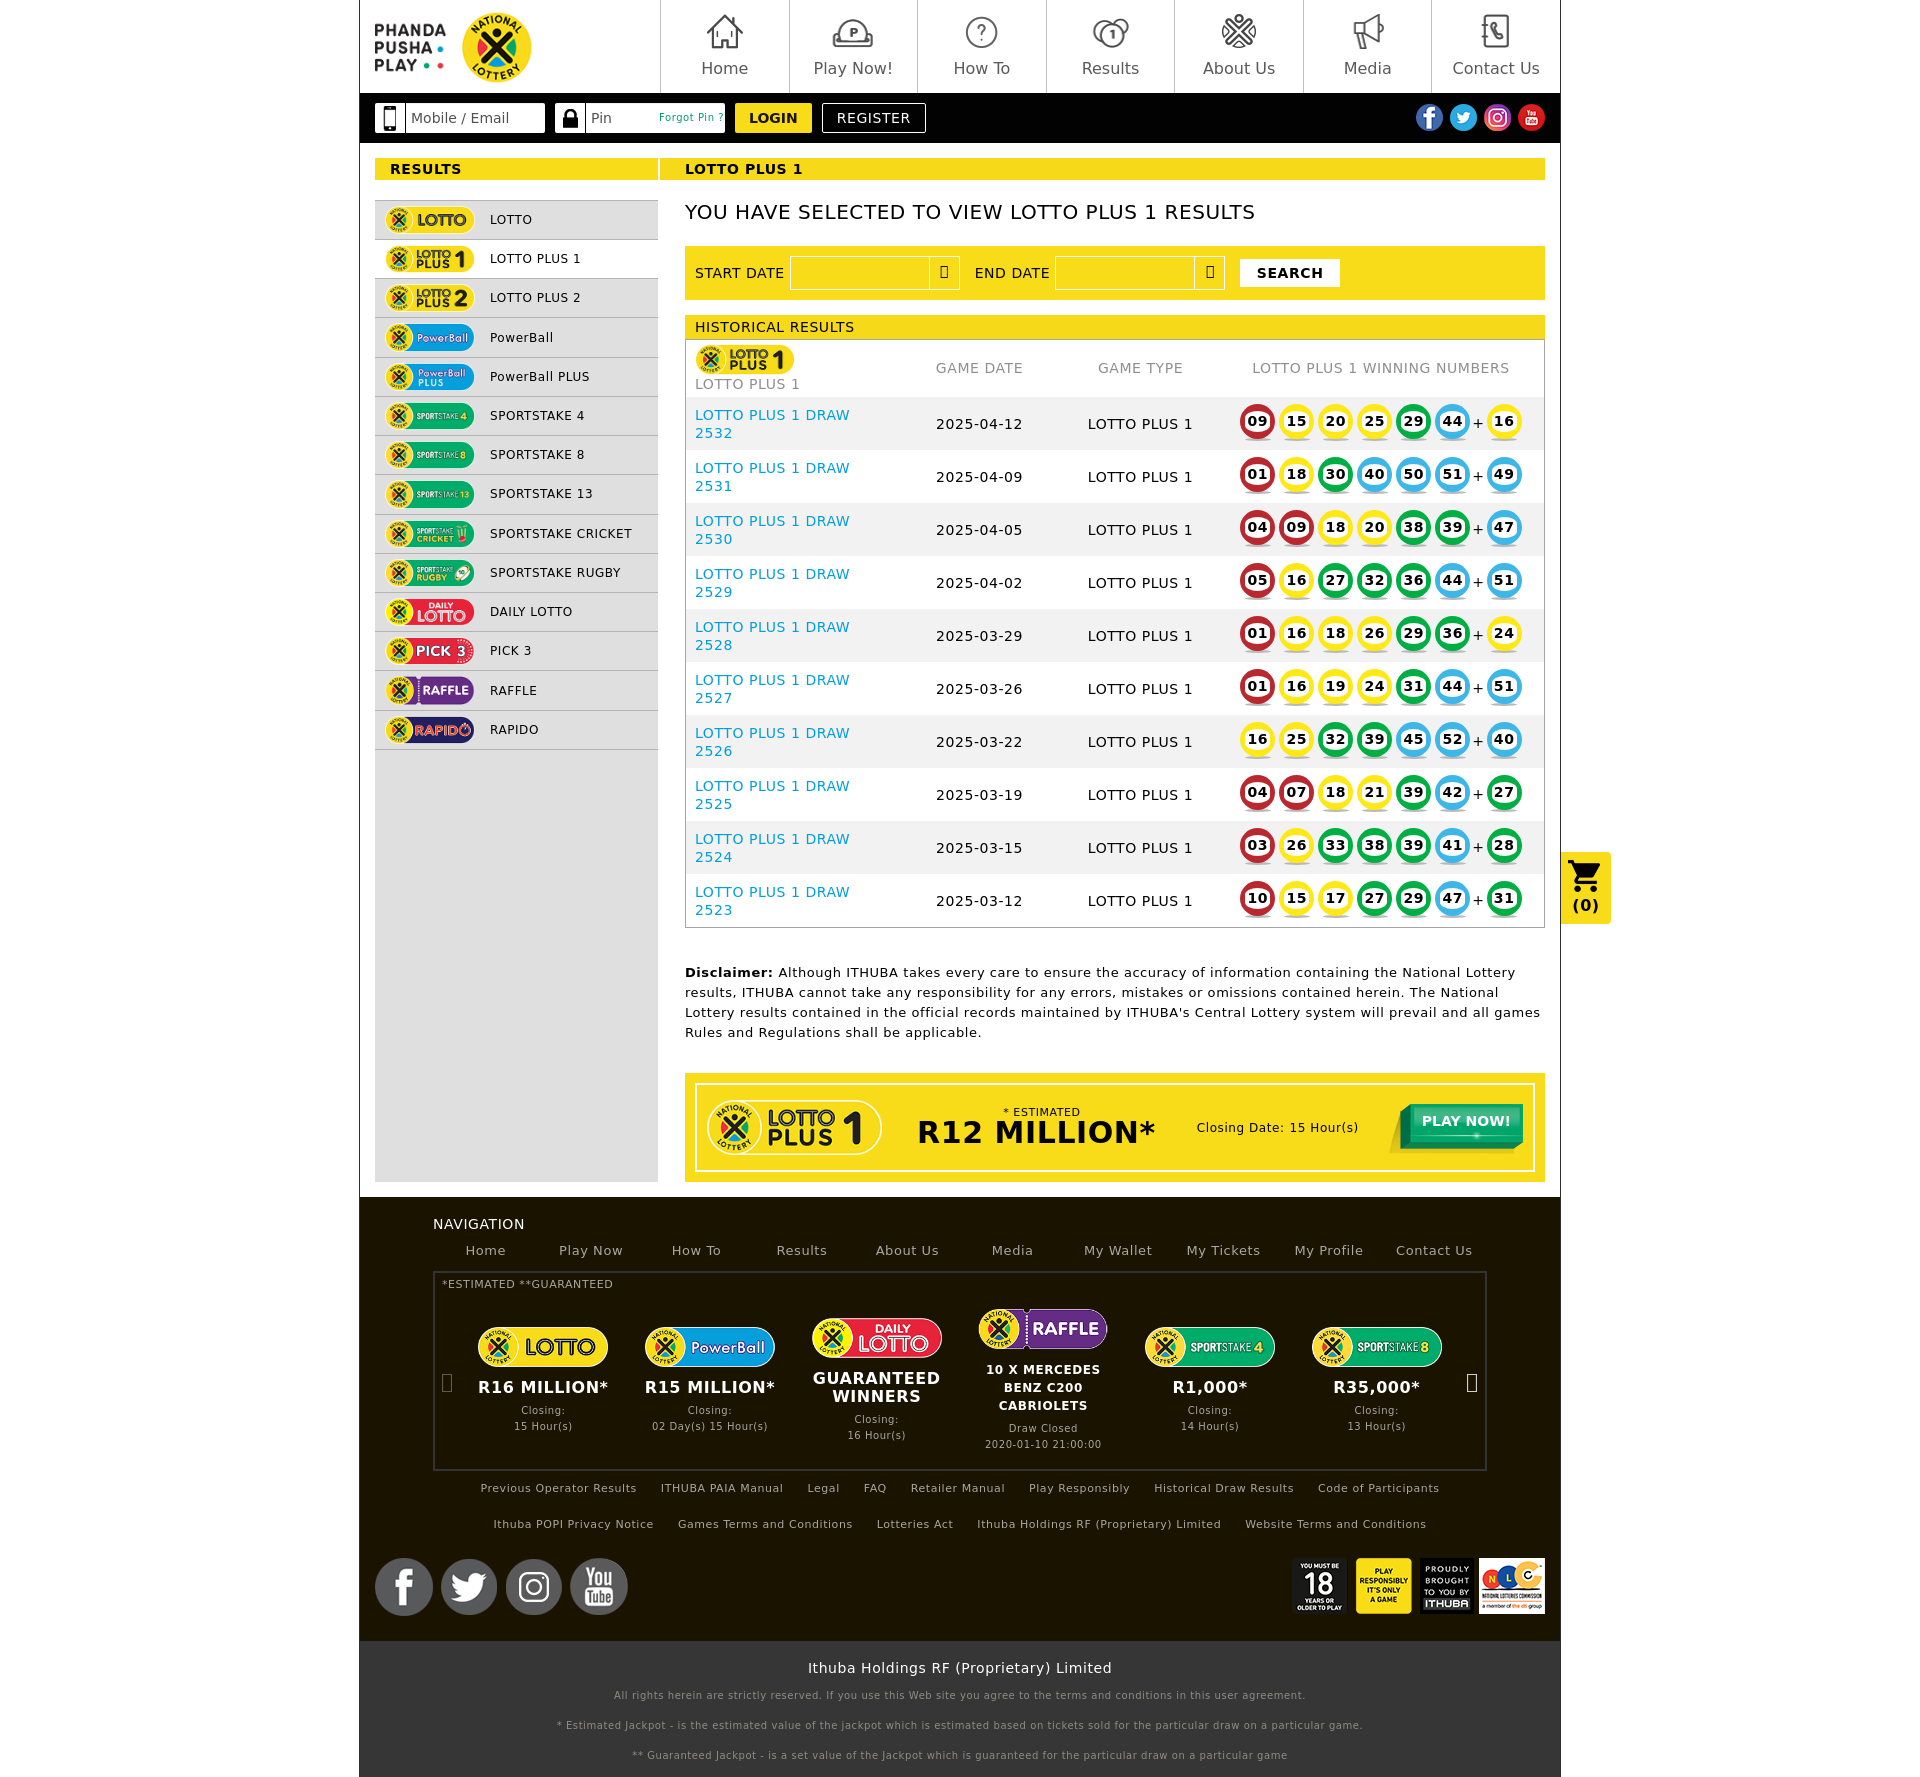 PHANDA
PUSHA
PLAY
NATIONAL
LOTTERY
Home
Play Now!
How To
Results
About Us
Media
Contact Us
Mobile / Email
Pin
Forgot Pin ?
LOGIN
REGISTER
RESULTS
LOTTO PLUS 1
LOTTO
LOTTO
LOTTO PLUS 1
LOTTO PLUS 1
LOTTO PLUS 2
LOTTO PLUS 2
PowerBall
PowerBall
PowerBall PLUS
PowerBall PLUS
SPORTSTAKE 4
SPORTSTAKE 4
SPORTSTAKE 8
SPORTSTAKE 8
SPORTSTAKE 13
SPORTSTAKE 13
SPORTSTAKE CRICKET
SPORTSTAKE CRICKET
SPORTSTAKE RUGBY
SPORTSTAKE RUGBY
DAILY LOTTO
DAILY LOTTO
PICK 3
PICK 3
RAFFLE
RAFFLE
RAPIDO
RAPIDO
YOU HAVE SELECTED TO VIEW LOTTO PLUS 1 RESULTS
START DATE
END DATE
SEARCH
HISTORICAL RESULTS
LOTTO PLUS 1
LOTTO PLUS 1 GAME DATE GAME TYPE LOTTO PLUS 1 WINNING NUMBERS
LOTTO PLUS 1 DRAW 2532 2025-04-12 LOTTO PLUS 1 09 15 20 25 29 44 + 16
LOTTO PLUS 1 DRAW 2531 2025-04-09 LOTTO PLUS 1 01 18 30 40 50 51 + 49
LOTTO PLUS 1 DRAW 2530 2025-04-05 LOTTO PLUS 1 04 09 18 20 38 39 + 47
LOTTO PLUS 1 DRAW 2529 2025-04-02 LOTTO PLUS 1 05 16 27 32 36 44 + 51
LOTTO PLUS 1 DRAW 2528 2025-03-29 LOTTO PLUS 1 01 16 18 26 29 36 + 24
LOTTO PLUS 1 DRAW 2527 2025-03-26 LOTTO PLUS 1 01 16 19 24 31 44 + 51
LOTTO PLUS 1 DRAW 2526 2025-03-22 LOTTO PLUS 1 16 25 32 39 45 52 + 40
LOTTO PLUS 1 DRAW 2525 2025-03-19 LOTTO PLUS 1 04 07 18 21 39 42 + 27
LOTTO PLUS 1 DRAW 2524 2025-03-15 LOTTO PLUS 1 03 26 33 38 39 41 + 28
LOTTO PLUS 1 DRAW 2523 2025-03-12 LOTTO PLUS 1 10 15 17 27 29 47 + 31
(0)
Disclaimer: Although ITHUBA takes every care to ensure the accuracy of information containing the National Lottery
results, ITHUBA cannot take any responsibility for any errors, mistakes or omissions contained herein. The National
Lottery results contained in the official records maintained by ITHUBA's Central Lottery system will prevail and all games
Rules and Regulations shall be applicable.
NATIONAL LOTTERY
LOTTO PLUS 1
* ESTIMATED
R12 MILLION*
Closing Date: 15 Hour(s)
PLAY NOW!
NAVIGATION
Home Play Now How To Results About Us Media My Wallet My Tickets My Profile Contact Us
*ESTIMATED **GUARANTEED
LOTTO
R16 MILLION*
Closing:
15 Hour(s)
PowerBall
R15 MILLION*
Closing:
02 Day(s) 15 Hour(s)
DAILY LOTTO
GUARANTEED
WINNERS
Closing:
16 Hour(s)
RAFFLE
10 X MERCEDES
BENZ C200
CABRIOLETS
Draw Closed
2020-01-10 21:00:00
SPORTSTAKE 4
R1,000*
Closing:
14 Hour(s)
SPORTSTAKE 8
R35,000*
Closing:
13 Hour(s)
Previous Operator Results ITHUBA PAIA Manual Legal FAQ Retailer Manual Play Responsibly Historical Draw Results Code of Participants
Ithuba POPI Privacy Notice Games Terms and Conditions Lotteries Act Ithuba Holdings RF (Proprietary) Limited Website Terms and Conditions
You
Tube
YOU MUST BE
18
YEARS OR
OLDER TO PLAY
PLAY
RESPONSIBLY
IT'S ONLY
A GAME
PROUDLY
BROUGHT
TO YOU BY
ITHUBA
NLC
NATIONAL LOTTERIES COMMISSION
a member of the dti group
Ithuba Holdings RF (Proprietary) Limited
All rights herein are strictly reserved. If you use this Web site you agree to the terms and conditions in this user agreement.
* Estimated Jackpot - is the estimated value of the jackpot which is estimated based on tickets sold for the particular draw on a particular game.
** Guaranteed Jackpot - is a set value of the Jackpot which is guaranteed for the particular draw on a particular game